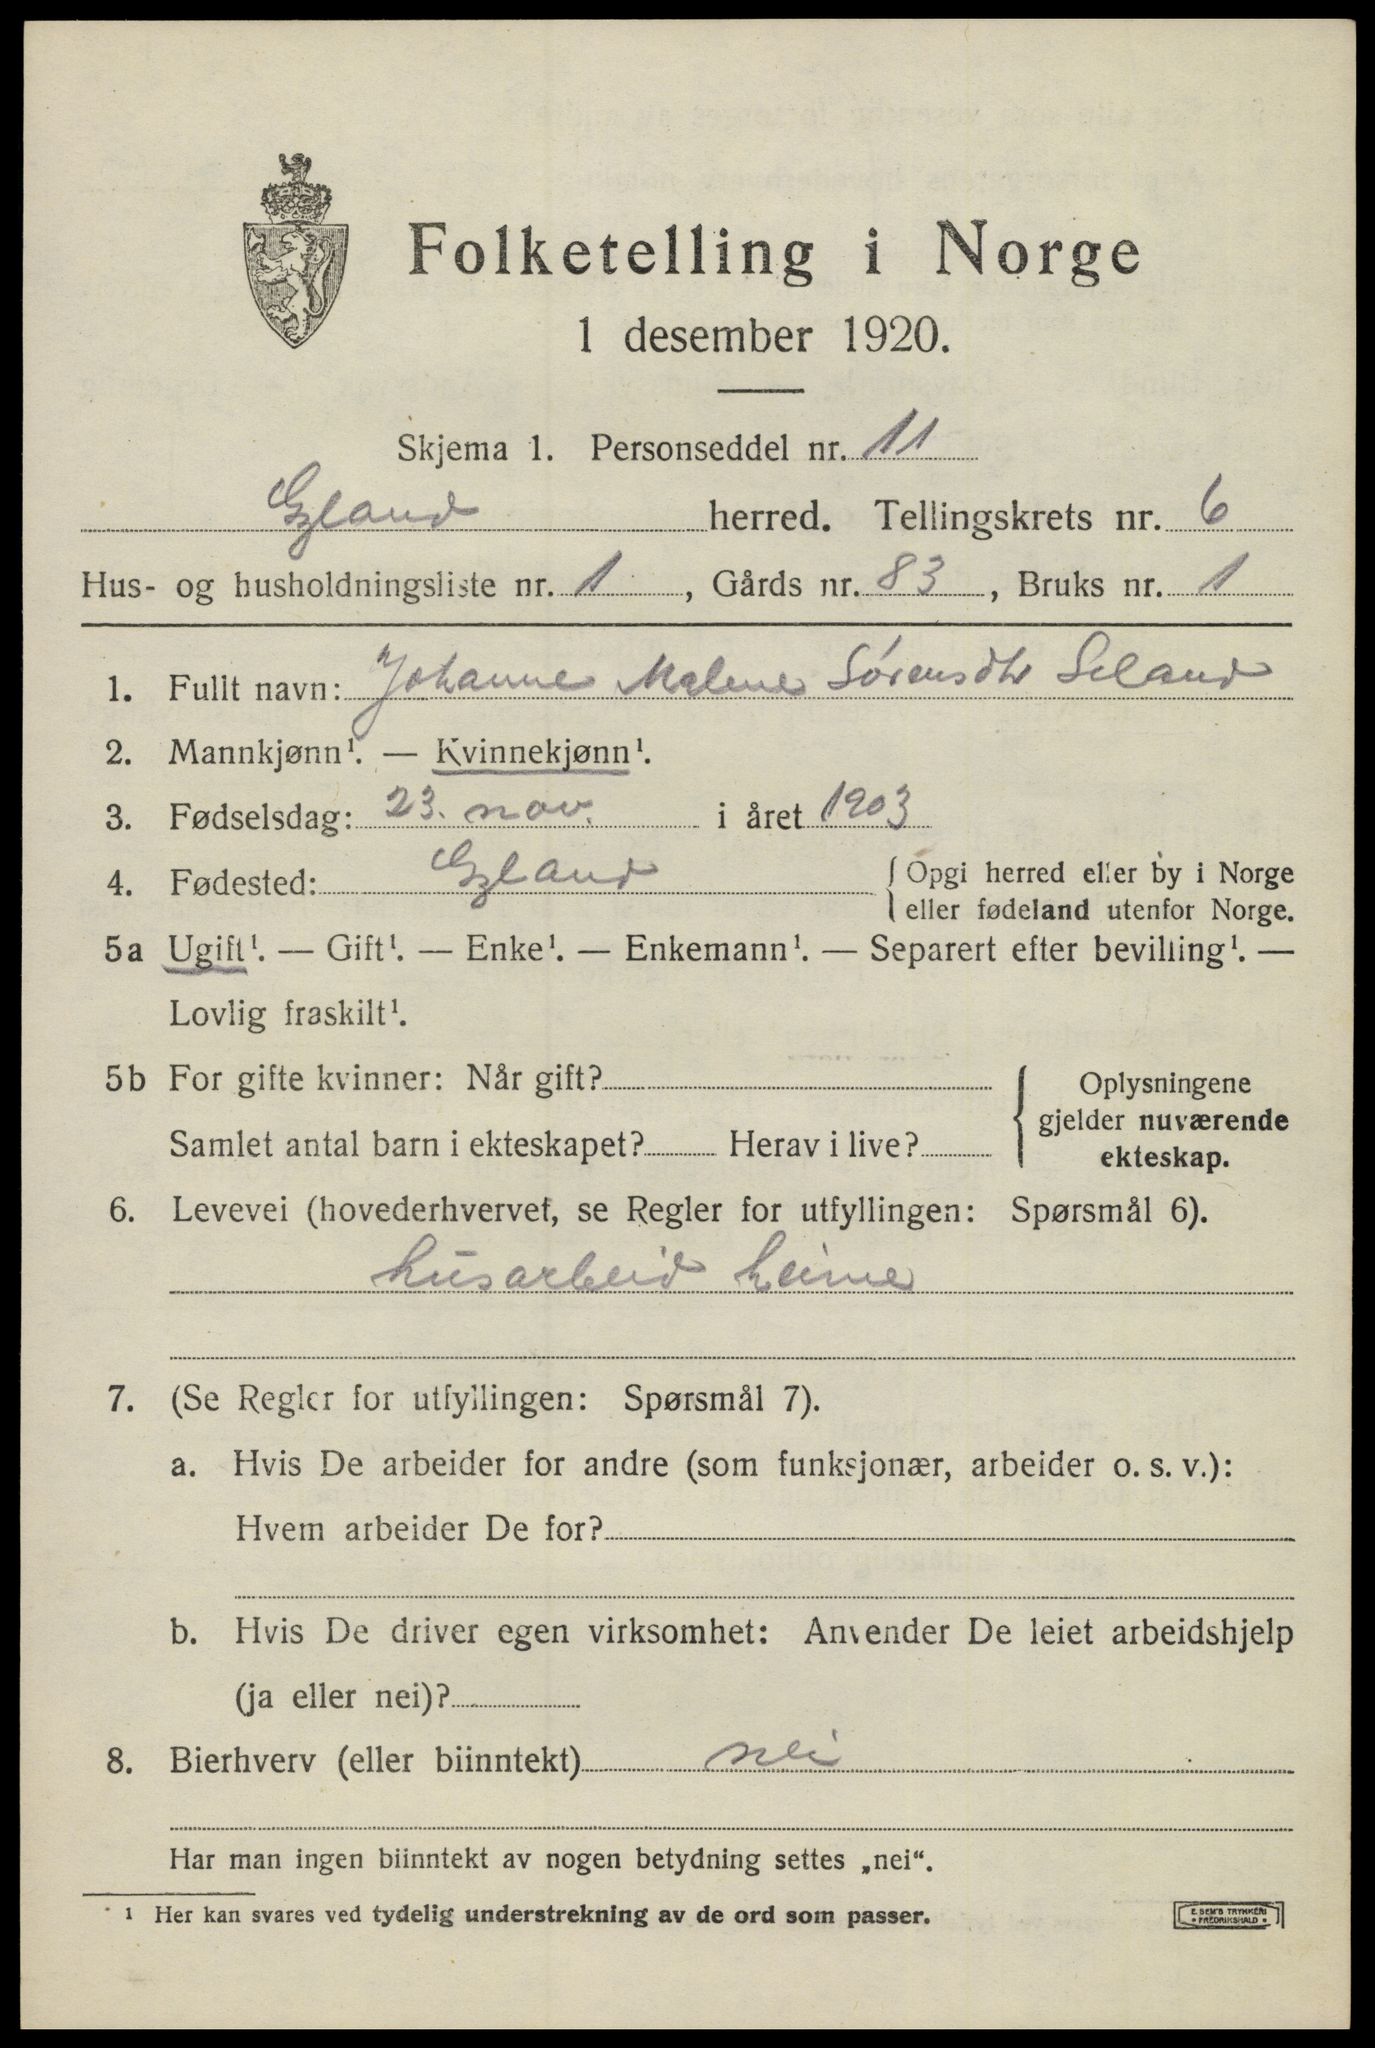 Folketelling i Norge
1 desember 1920.
Skjema 1. Personseddel nr. 11
Gyland herred. Tellingskrets nr. 6
Hus- og husholdningsliste nr. 1, Gårds nr. 83, Bruks nr. 1
1. Fullt navn: Johanne Malene Sørensdtr Seland
2. Mannkjønn¹. — Kvinnekjønn¹.
3. Fødselsdag: 23. nov. i året 1903
4. Fødested: Gyland { Opgi herred eller by i Norge
eller fødeland utenfor Norge.
5a Ugift¹. — Gift¹. — Enke¹. — Enkemann¹. — Separert efter bevilling¹. —
Lovlig fraskilt¹.
5b For gifte kvinner: Når gift?
Samlet antal barn i ekteskapet? Herav i live?
{ Oplysningene
gjelder nuværende
ekteskap.
6. Levevei (hovederhvervet, se Regler for utfyllingen: Spørsmål 6).
husarbeid heime
7. (Se Regler for utfyllingen: Spørsmål 7).
a. Hvis De arbeider for andre (som funksjonær, arbeider o. s. v.):
Hvem arbeider De for?
b. Hvis De driver egen virksomhet: Anvender De leiet arbeidshjelp
(ja eller nei)?
8. Bierhverv (eller biinntekt) nei
Har man ingen biinntekt av nogen betydning settes „nei“.
¹ Her kan svares ved tydelig understrekning av de ord som passer.
E. SEM'S TRYKKERI
• FREDRIKSHALD •